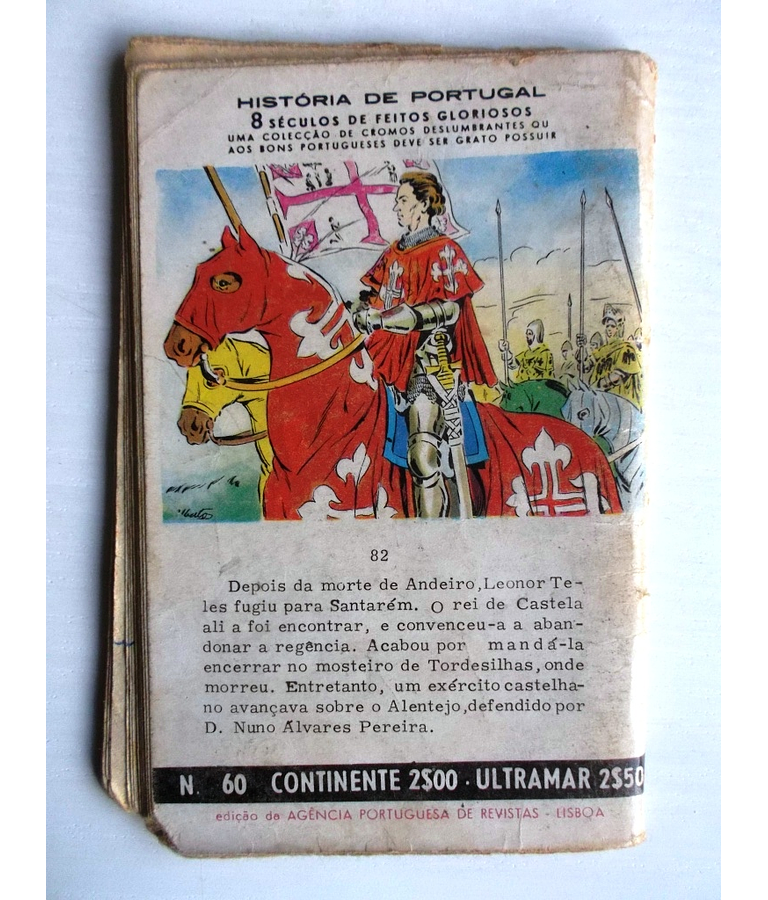 HISTÓRIA DE PORTUGAL
8 SÉCULOS DE FEITOS GLORIOSOS
UMA COLECÇÃO DE CROMOS DESLUMBRANTES QU
AOS BONS PORTUGUESES DEVE SER GRATO POSSUIR
82
Depois da morte de Andeiro, Leonor Te-
les fugiu para Santarém. O rei de Castela
ali a foi encontrar, e convenceu-a a aban-
donar a regência. Acabou por mandá-la
encerrar no mosteiro de Tordesilhas, onde
morreu. Entretanto, um exército castelha-
no avançava sobre o Alentejo, defendido por
D. Nuno Álvares Pereira.
N. 60 CONTINENTE 2$00 · ULTRAMAR 2$50
edição da AGÊNCIA PORTUGUESA DE REVISTAS - LISBOA